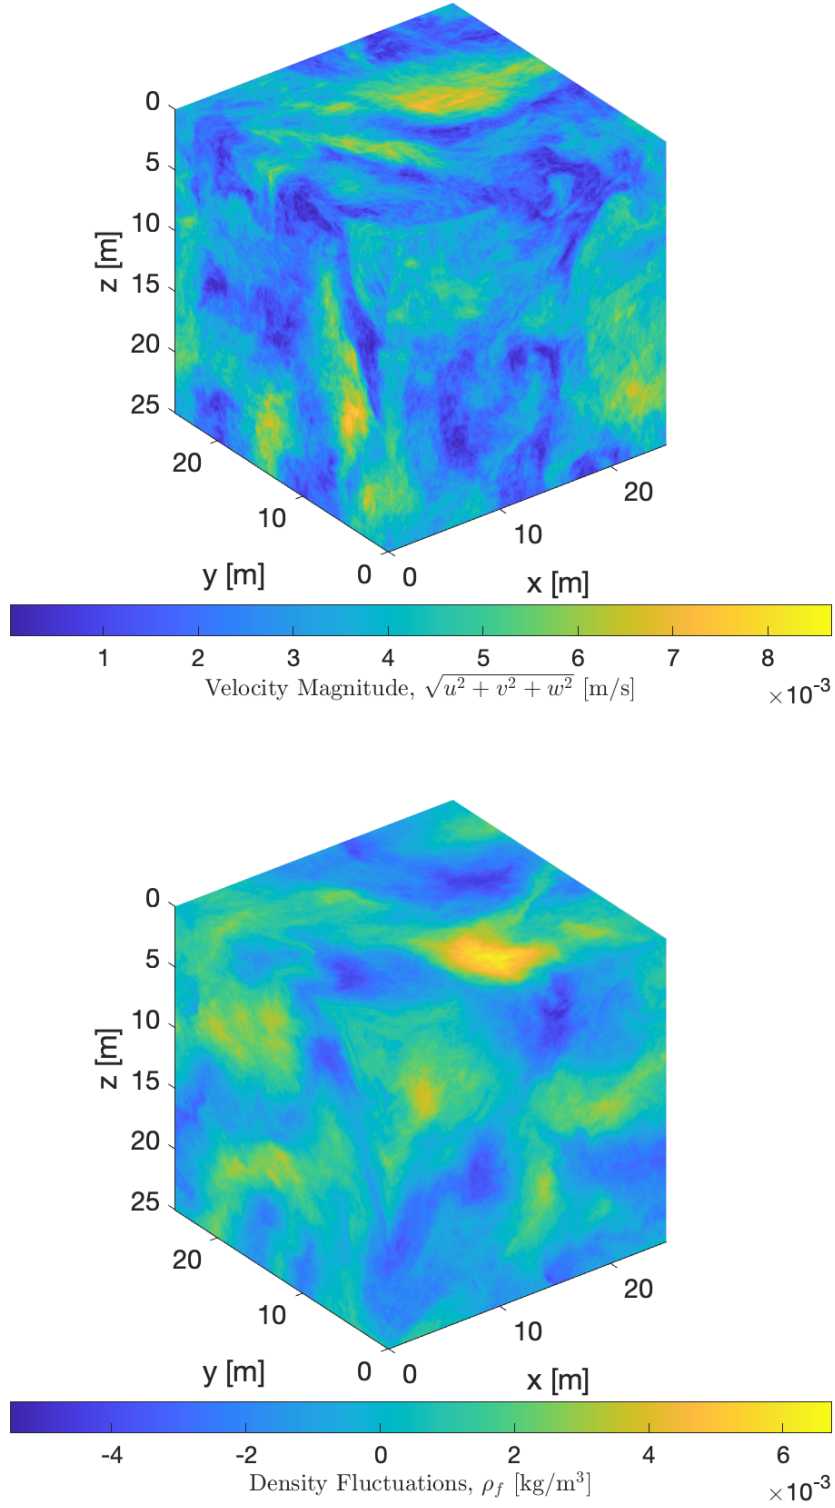 0
5
10
15
20
25
z [m]
20
10
0
y [m]
0
10
20
x [m]
1 2 3 4 5 6 7 8
Velocity Magnitude, √u² + v² + w² [m/s]
×10⁻³
0
5
10
15
20
25
z [m]
20
10
0
y [m]
0
10
20
x [m]
-4 -2 0 2 4 6
Density Fluctuations, ρ_f [kg/m³]
×10⁻³